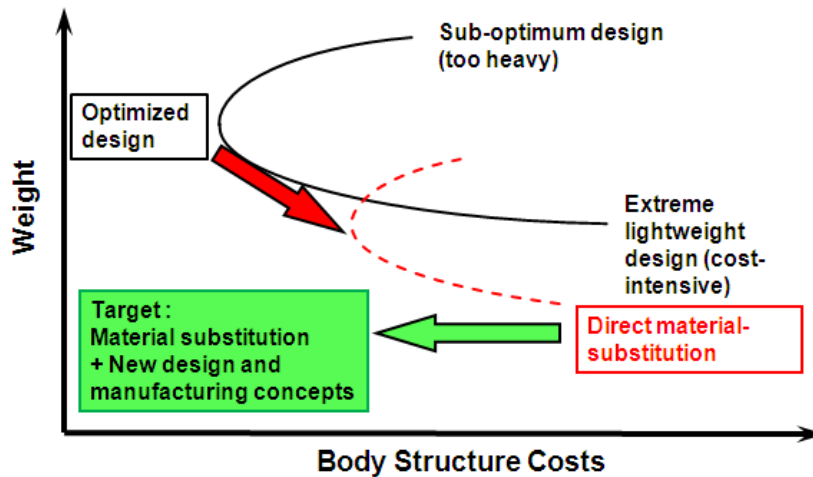 Sub-optimum design
(too heavy)
Optimized
design
Weight
Extreme
lightweight
design (cost-
intensive)
Target :
Material substitution
+ New design and
manufacturing concepts
Direct material-
substitution
Body Structure Costs